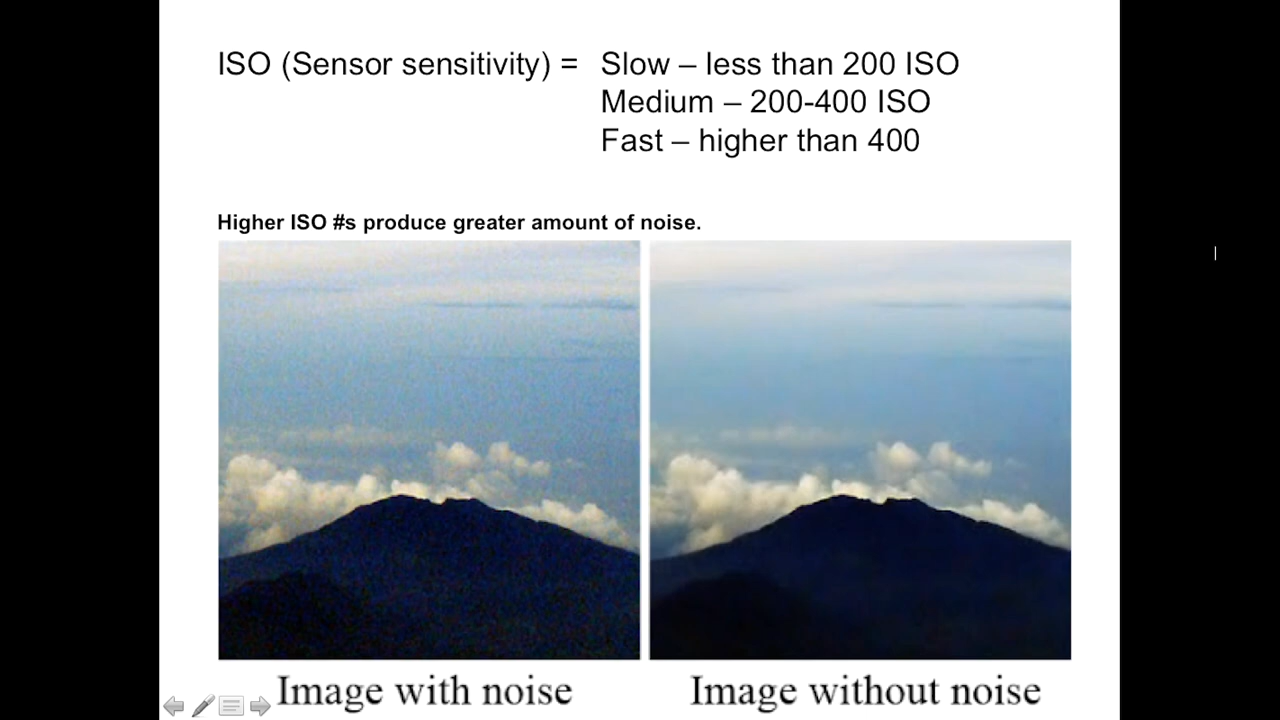 ISO (Sensor sensitivity) = Slow – less than 200 ISO
Medium – 200-400 ISO
Fast – higher than 400
Higher ISO #s produce greater amount of noise.
Image with noise
Image without noise